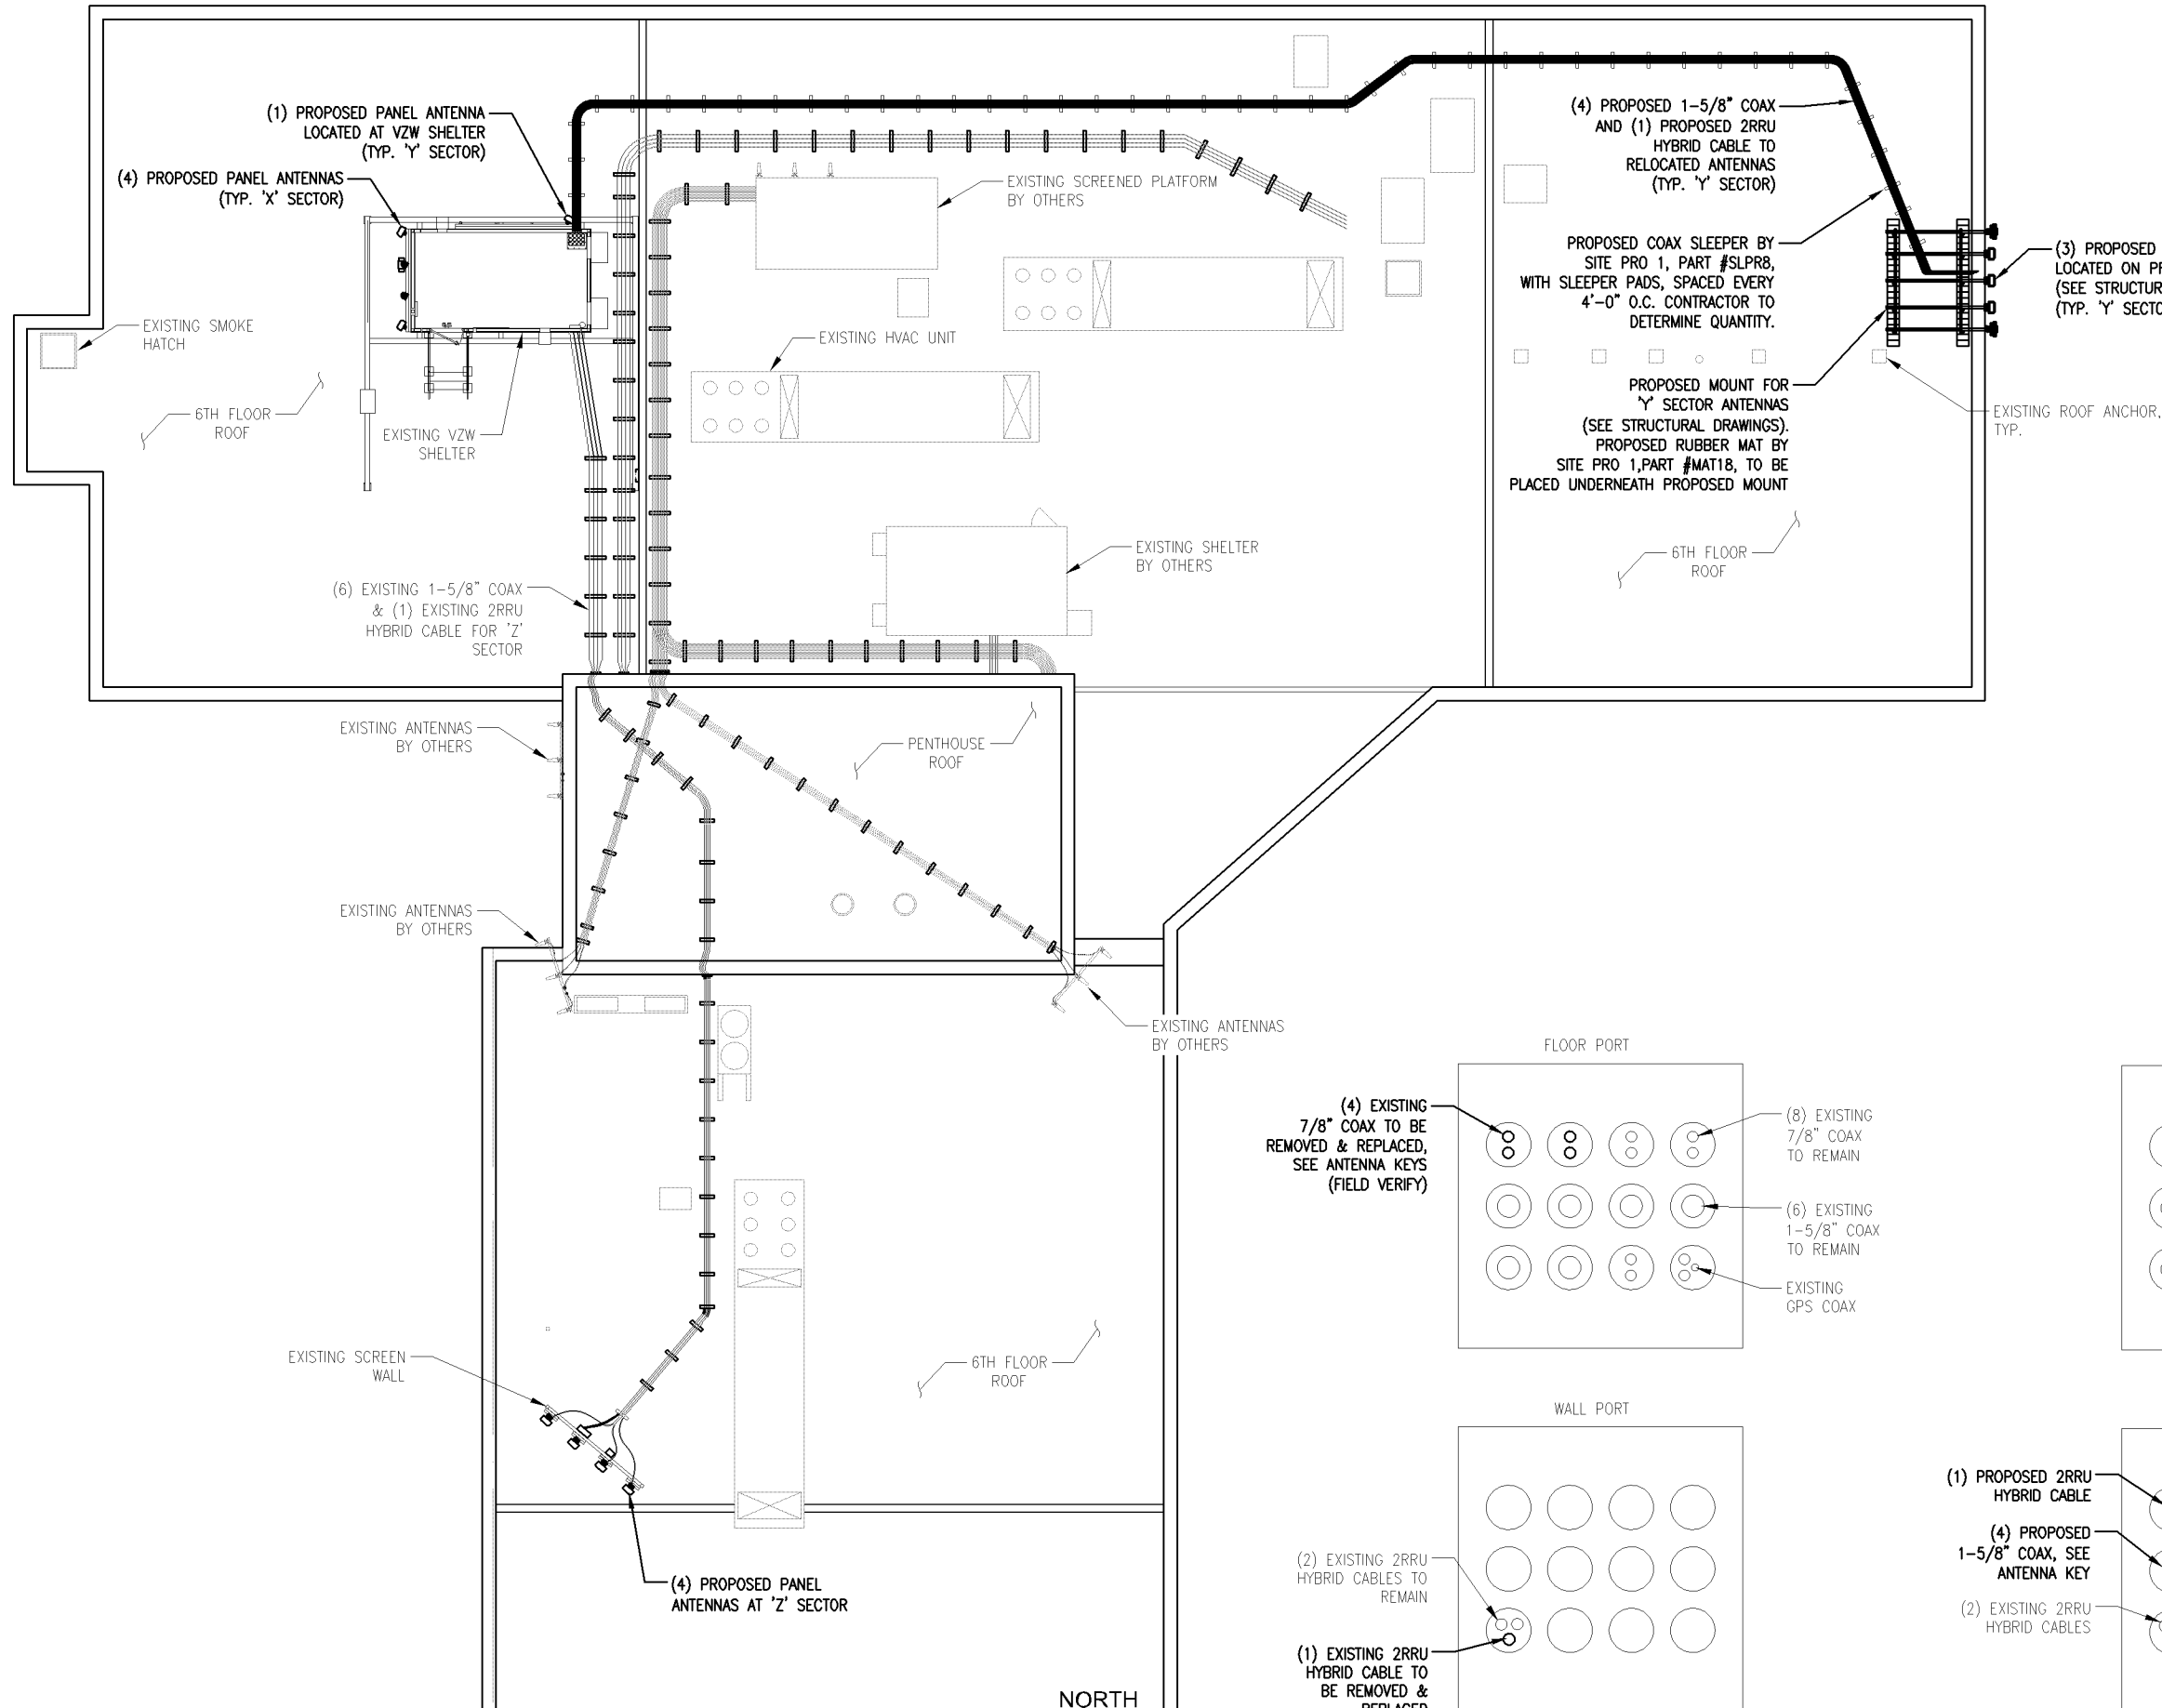 (1) PROPOSED PANEL ANTENNA
LOCATED AT VZW SHELTER
(TYP. 'Y' SECTOR)
(4) PROPOSED PANEL ANTENNAS
(TYP. 'X' SECTOR)
EXISTING SCREENED PLATFORM
BY OTHERS
(4) PROPOSED 1-5/8" COAX
AND (1) PROPOSED 2RRU
HYBRID CABLE TO
RELOCATED ANTENNAS
(TYP. 'Y' SECTOR)
PROPOSED COAX SLEEPER BY
SITE PRO 1, PART #SLPR8,
WITH SLEEPER PADS, SPACED EVERY
4'-0" O.C. CONTRACTOR TO
DETERMINE QUANTITY.
(3) PROPOSED
LOCATED ON
(TYP. 'Y'
EXISTING SMOKE
HATCH
EXISTING HVAC UNIT
6TH FLOOR
ROOF
EXISTING VZW
SHELTER
PROPOSED MOUNT FOR
'Y' SECTOR ANTENNAS
(SEE STRUCTURAL DRAWINGS).
PROPOSED RUBBER MAT BY
SITE PRO 1,PART #MAT18, TO BE
PLACED UNDERNEATH PROPOSED MOUNT
EXISTING ROOF ANCHOR,
TYP.
EXISTING SHELTER
BY OTHERS
6TH FLOOR
ROOF
(6) EXISTING 1-5/8" COAX
& (1) EXISTING 2RRU
HYBRID CABLE FOR 'Z'
SECTOR
EXISTING ANTENNAS
BY OTHERS
PENTHOUSE
ROOF
EXISTING ANTENNAS
BY OTHERS
EXISTING ANTENNAS
BY OTHERS
FLOOR PORT
(4) EXISTING
7/8" COAX TO BE
REMOVED & REPLACED,
SEE ANTENNA KEYS
(FIELD VERIFY)
(8) EXISTING
7/8" COAX
TO REMAIN
(6) EXISTING
1-5/8" COAX
TO REMAIN
EXISTING
GPS COAX
EXISTING SCREEN
WALL
6TH FLOOR
ROOF
WALL PORT
(4) PROPOSED PANEL
ANTENNAS AT 'Z' SECTOR
(2) EXISTING 2RRU
HYBRID CABLES TO
REMAIN
(1) EXISTING 2RRU
HYBRID CABLE TO
BE REMOVED &
REPLACED
(1) PROPOSED 2RRU
HYBRID CABLE
(4) PROPOSED
1-5/8" COAX, SEE
ANTENNA KEY
(2) EXISTING 2RRU
HYBRID CABLES
NORTH